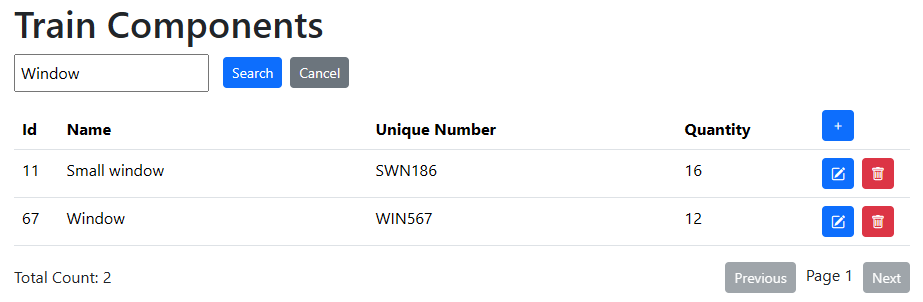 Train Components
Window Search Cancel
Id Name Unique Number Quantity +
11 Small window SWN186 16
67 Window WIN567 12
Total Count: 2 Previous Page 1 Next